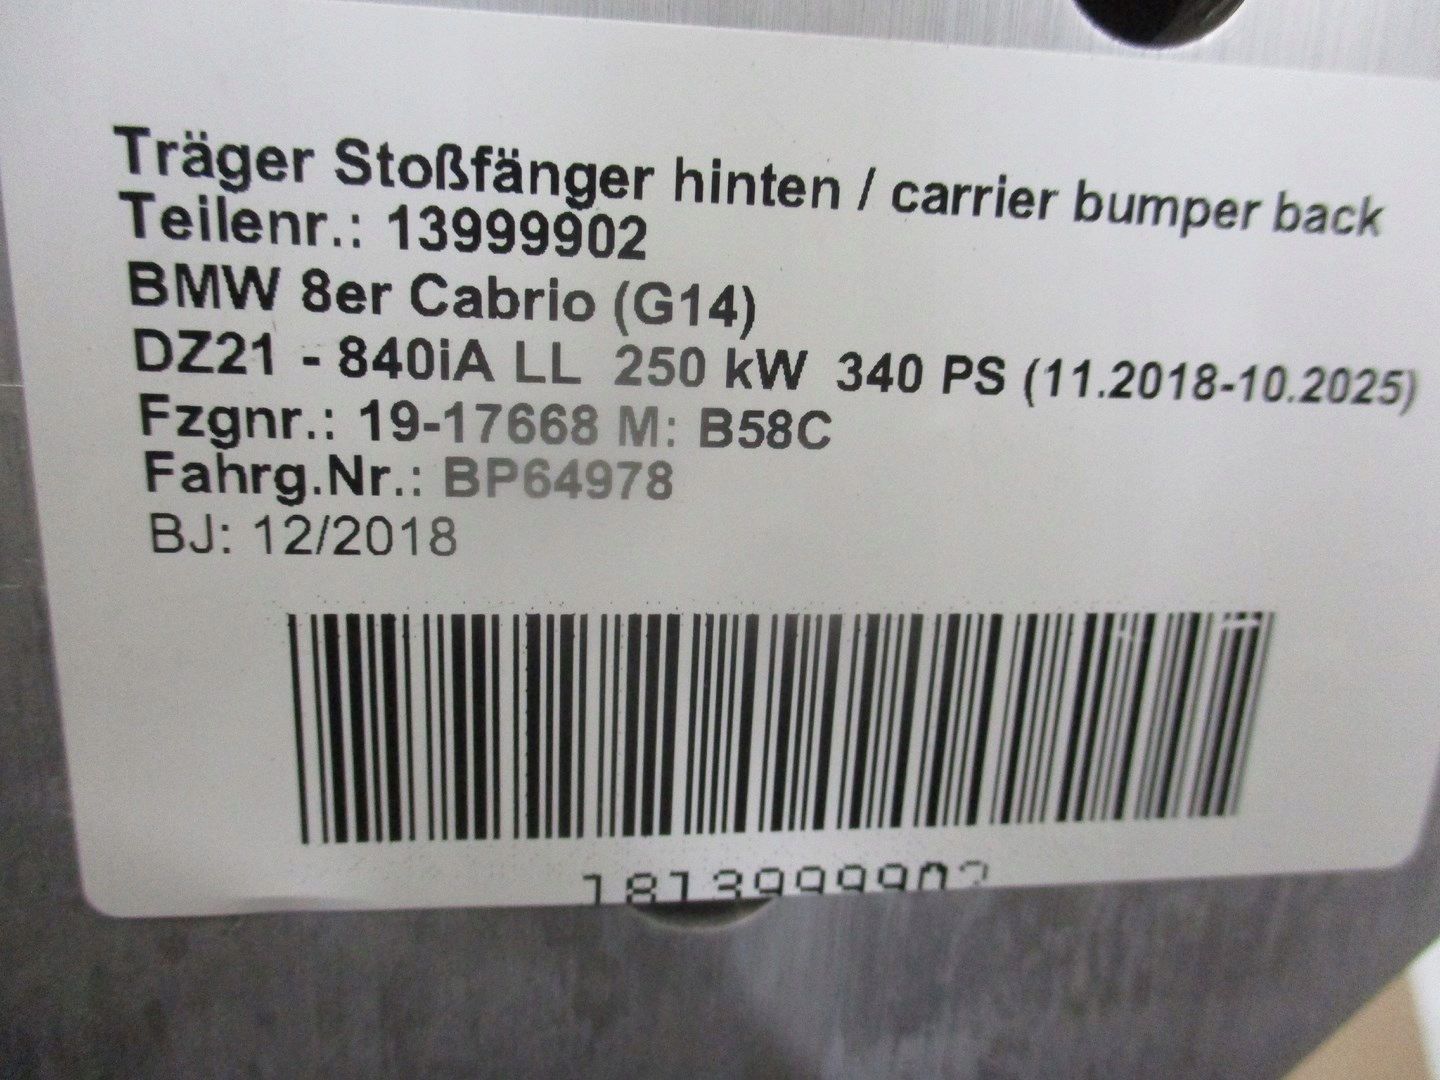 Träger Stoßfänger hinten / carrier bumper back
Teilenr.: 13999902
BMW 8er Cabrio (G14)
DZ21 - 840iA LL 250 kW 340 PS (11.2018-10.2025)
Fzgnr.: 19-17668 M: B58C
Fahrg.Nr.: BP64978
BJ: 12/2018
1813999902